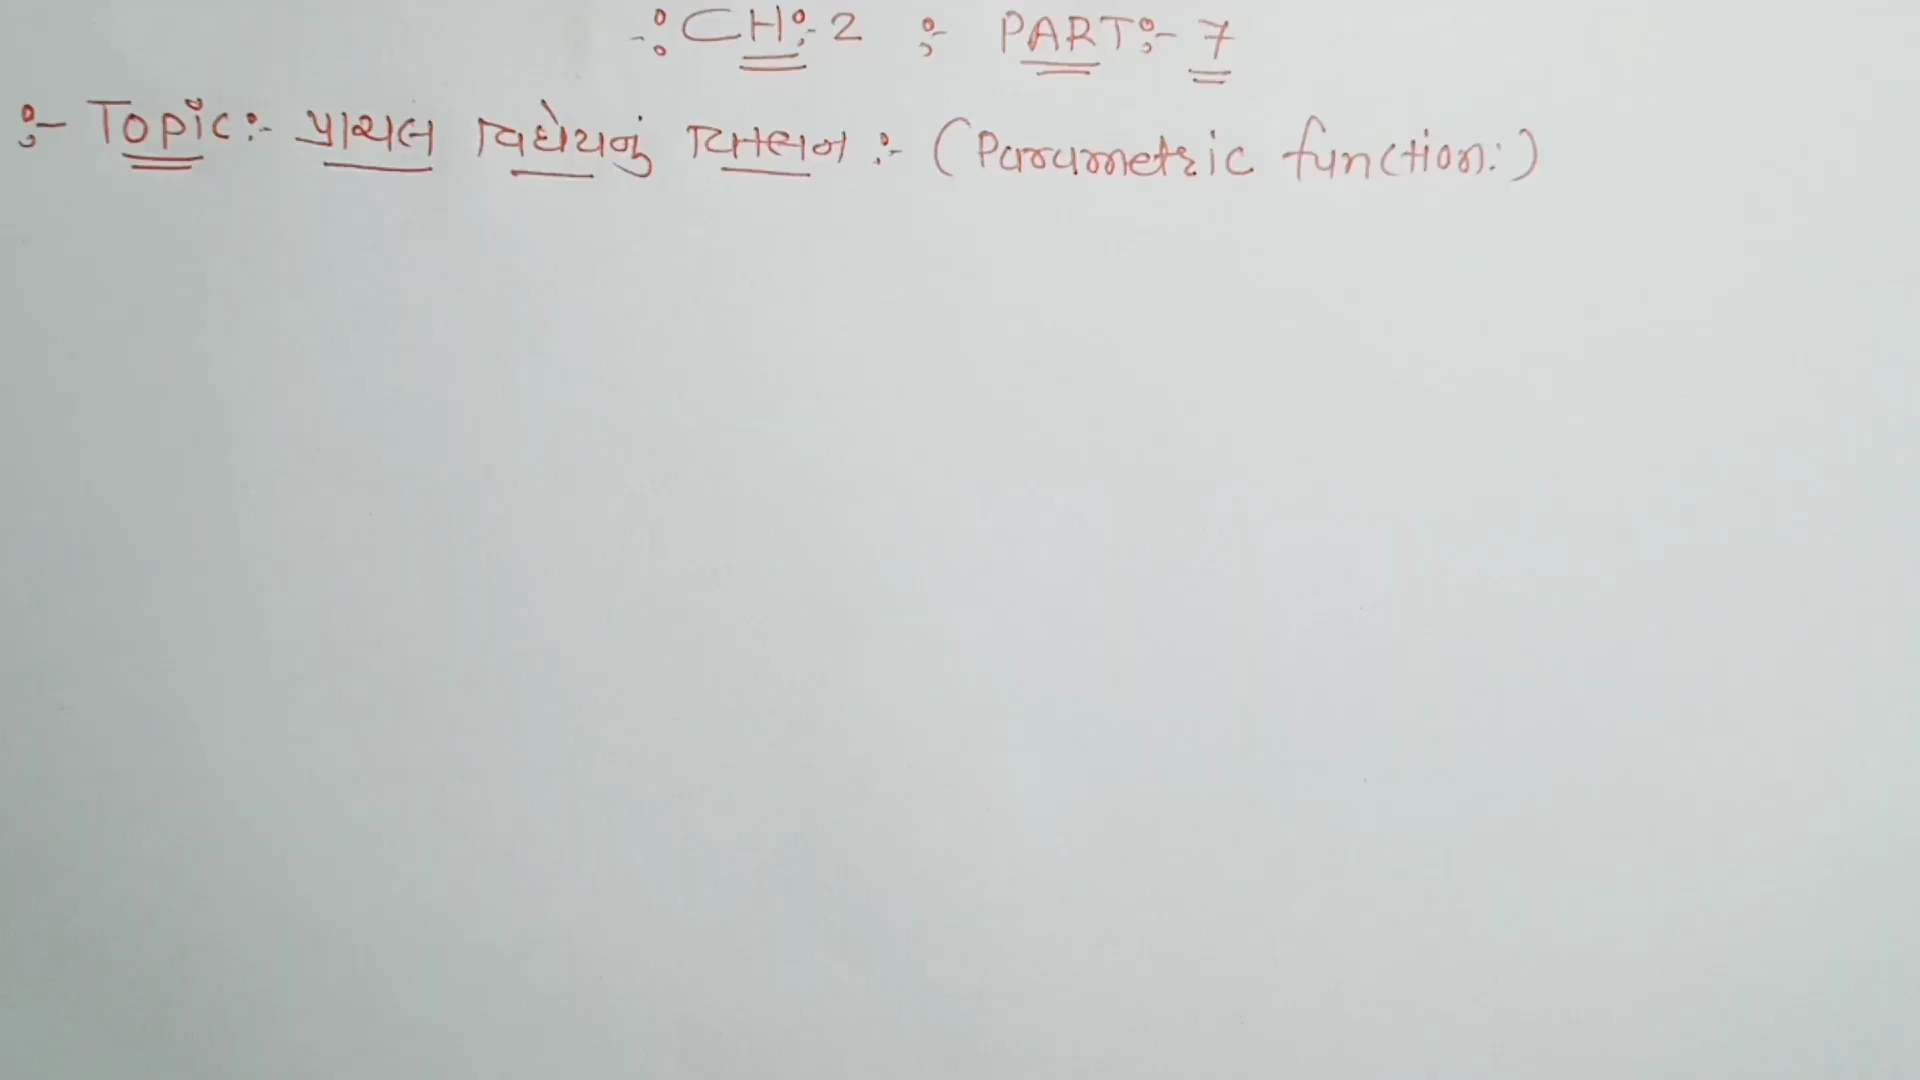 -: CH:- 2 :- PART:- 7
:- Topic:- પ્રાચલ વિધેયનું વિકલન :- (Parametric function:)